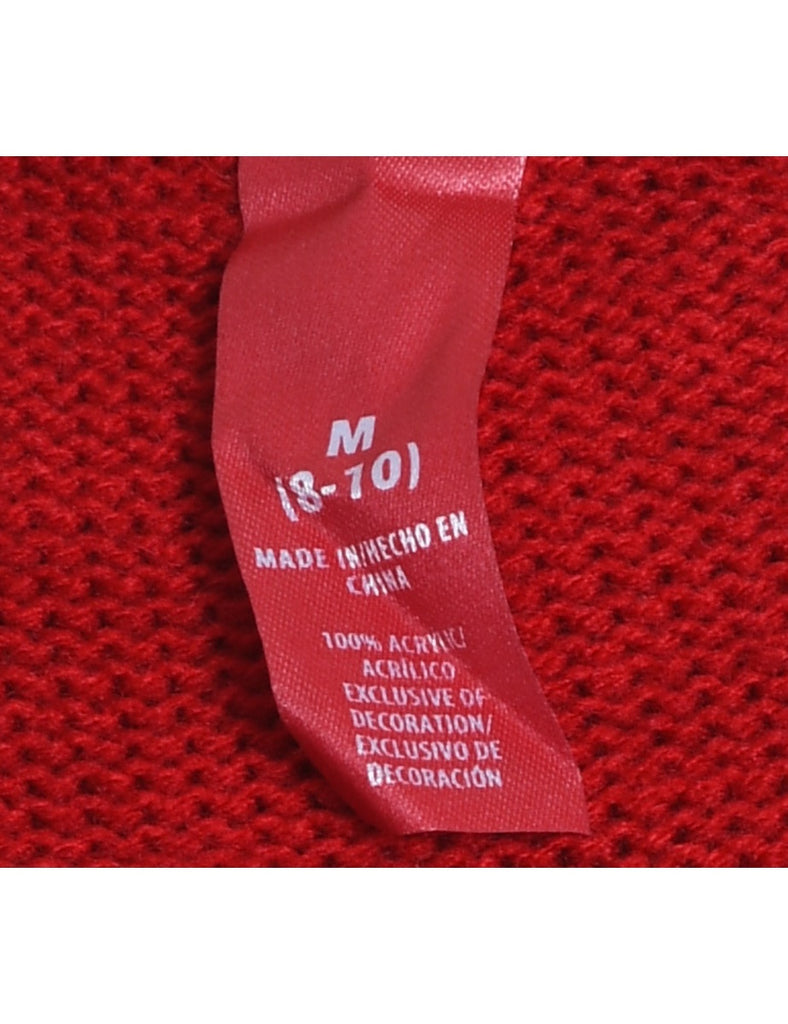 M
(8-10)
MADE IN/HECHO EN
CHINA
100% ACRYLIC/
ACRÍLICO
EXCLUSIVE OF
DECORATION/
EXCLUSIVO DE
DECORACIÓN